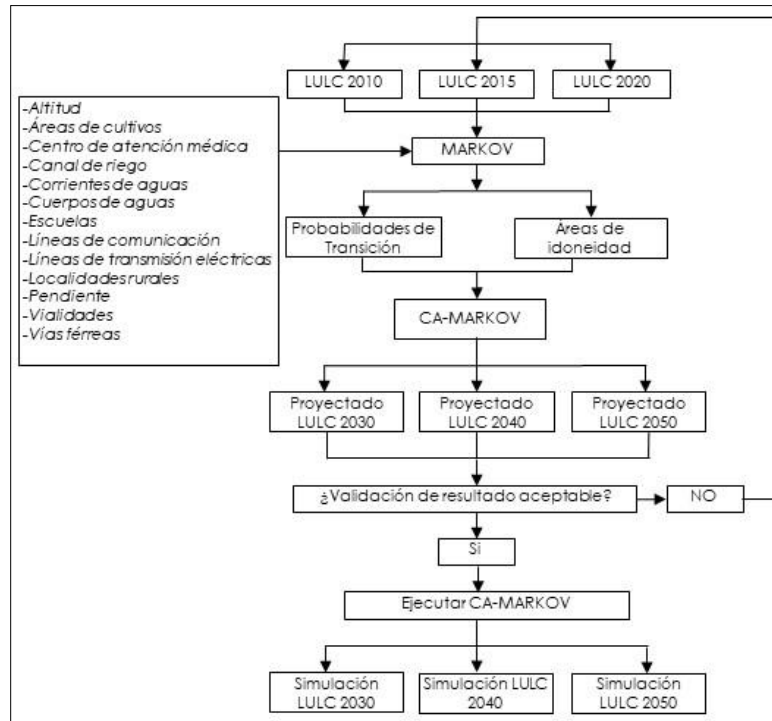 LULC 2010
LULC 2015
LULC 2020
-Altitud
-Áreas de cultivos
-Centro de atención médica
-Canal de riego
-Corrientes de aguas
-Cuerpos de aguas
-Escuelas
-Líneas de comunicación
-Líneas de transmisión eléctricas
-Localidades rurales
-Pendiente
-Vialidades
-Vías férreas
MARKOV
Probabilidades de
Transición
Áreas de
idoneidad
CA-MARKOV
Proyectado
LULC 2030
Proyectado
LULC 2040
Proyectado
LULC 2050
¿Validación de resultado aceptable?
NO
Si
Ejecutar CA-MARKOV
Simulación
LULC 2030
Simulación LULC
2040
Simulación
LULC 2050